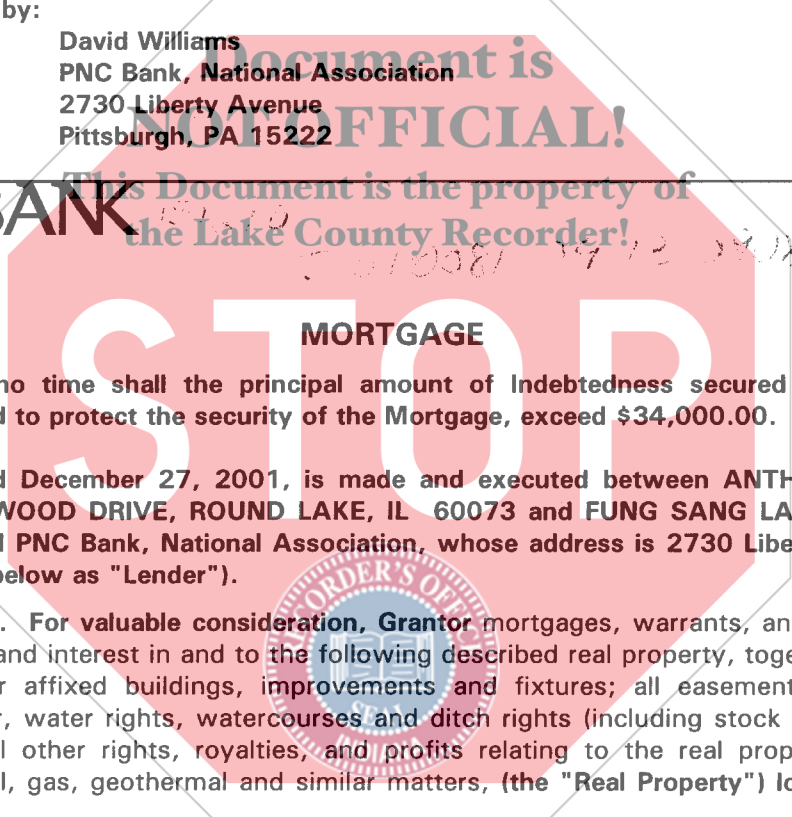 by:
David Williams
PNC Bank, National Association
2730 Liberty Avenue
Pittsburgh, PA 15222
Document is
NOT OFFICIAL!
This Document is the property of
the Lake County Recorder!
BANK
STOP
MORTGAGE
no time shall the principal amount of Indebtedness secured
to protect the security of the Mortgage, exceed $34,000.00.
December 27, 2001, is made and executed between ANTH
WOOD DRIVE, ROUND LAKE, IL 60073 and FUNG SANG LA
PNC Bank, National Association, whose address is 2730 Libe
below as "Lender").
. For valuable consideration, Grantor mortgages, warrants, an
and interest in and to the following described real property, toge
r affixed buildings, improvements and fixtures; all easement
, water rights, watercourses and ditch rights (including stock
l other rights, royalties, and profits relating to the real prop
l, gas, geothermal and similar matters, (the "Real Property") lo
RECORDER'S OFFIC
SEAL